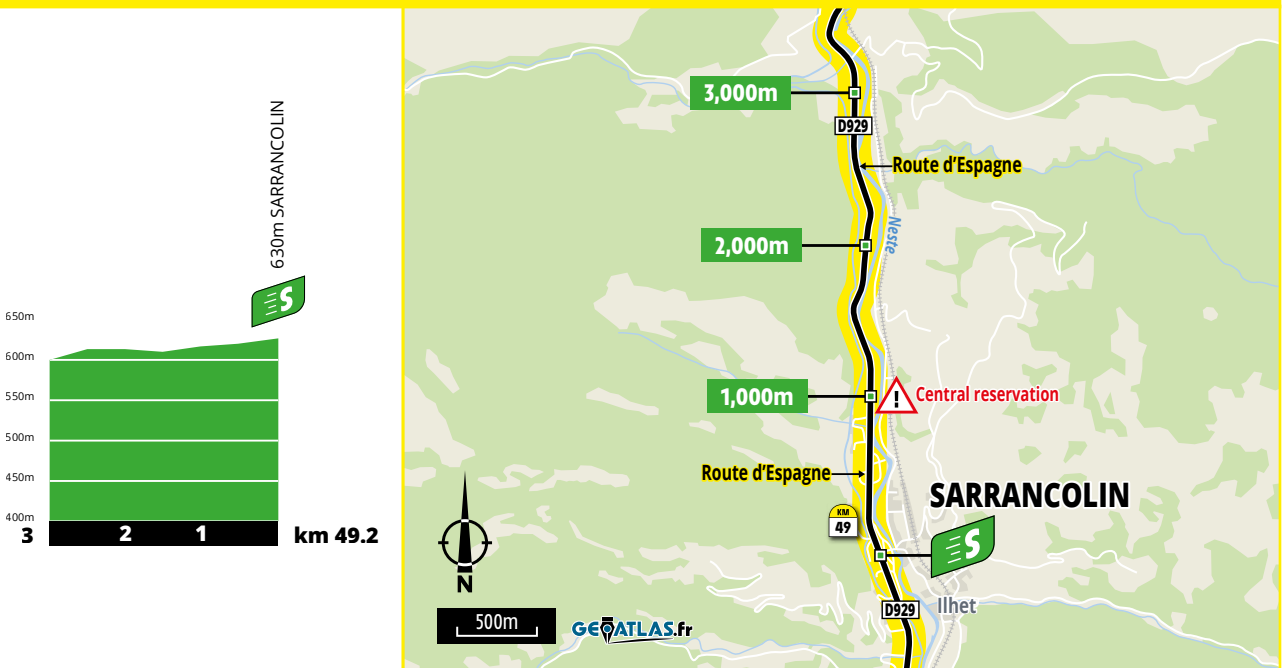 630m SARRANCOLIN
S
650m
600m
550m
500m
450m
400m
3 2 1 km 49.2
3,000m
D929
Route d’Espagne
2,000m
Neste
1,000m
! Central reservation
Route d’Espagne
SARRANCOLIN
KM
49
S
N
D929
Ilhet
500m
GEOATLAS.fr